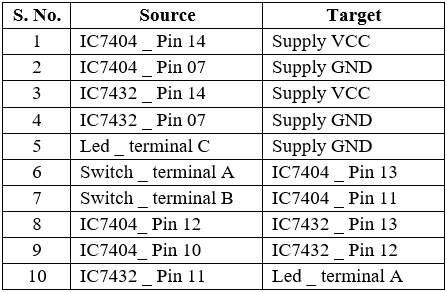 S. No. Source Target
1 IC7404 _ Pin 14 Supply VCC
2 IC7404 _ Pin 07 Supply GND
3 IC7432 _ Pin 14 Supply VCC
4 IC7432 _ Pin 07 Supply GND
5 Led _ terminal C Supply GND
6 Switch _ terminal A IC7404 _ Pin 13
7 Switch _ terminal B IC7404 _ Pin 11
8 IC7404_ Pin 12 IC7432 _ Pin 13
9 IC7404_ Pin 10 IC7432 _ Pin 12
10 IC7432 _ Pin 11 Led _ terminal A